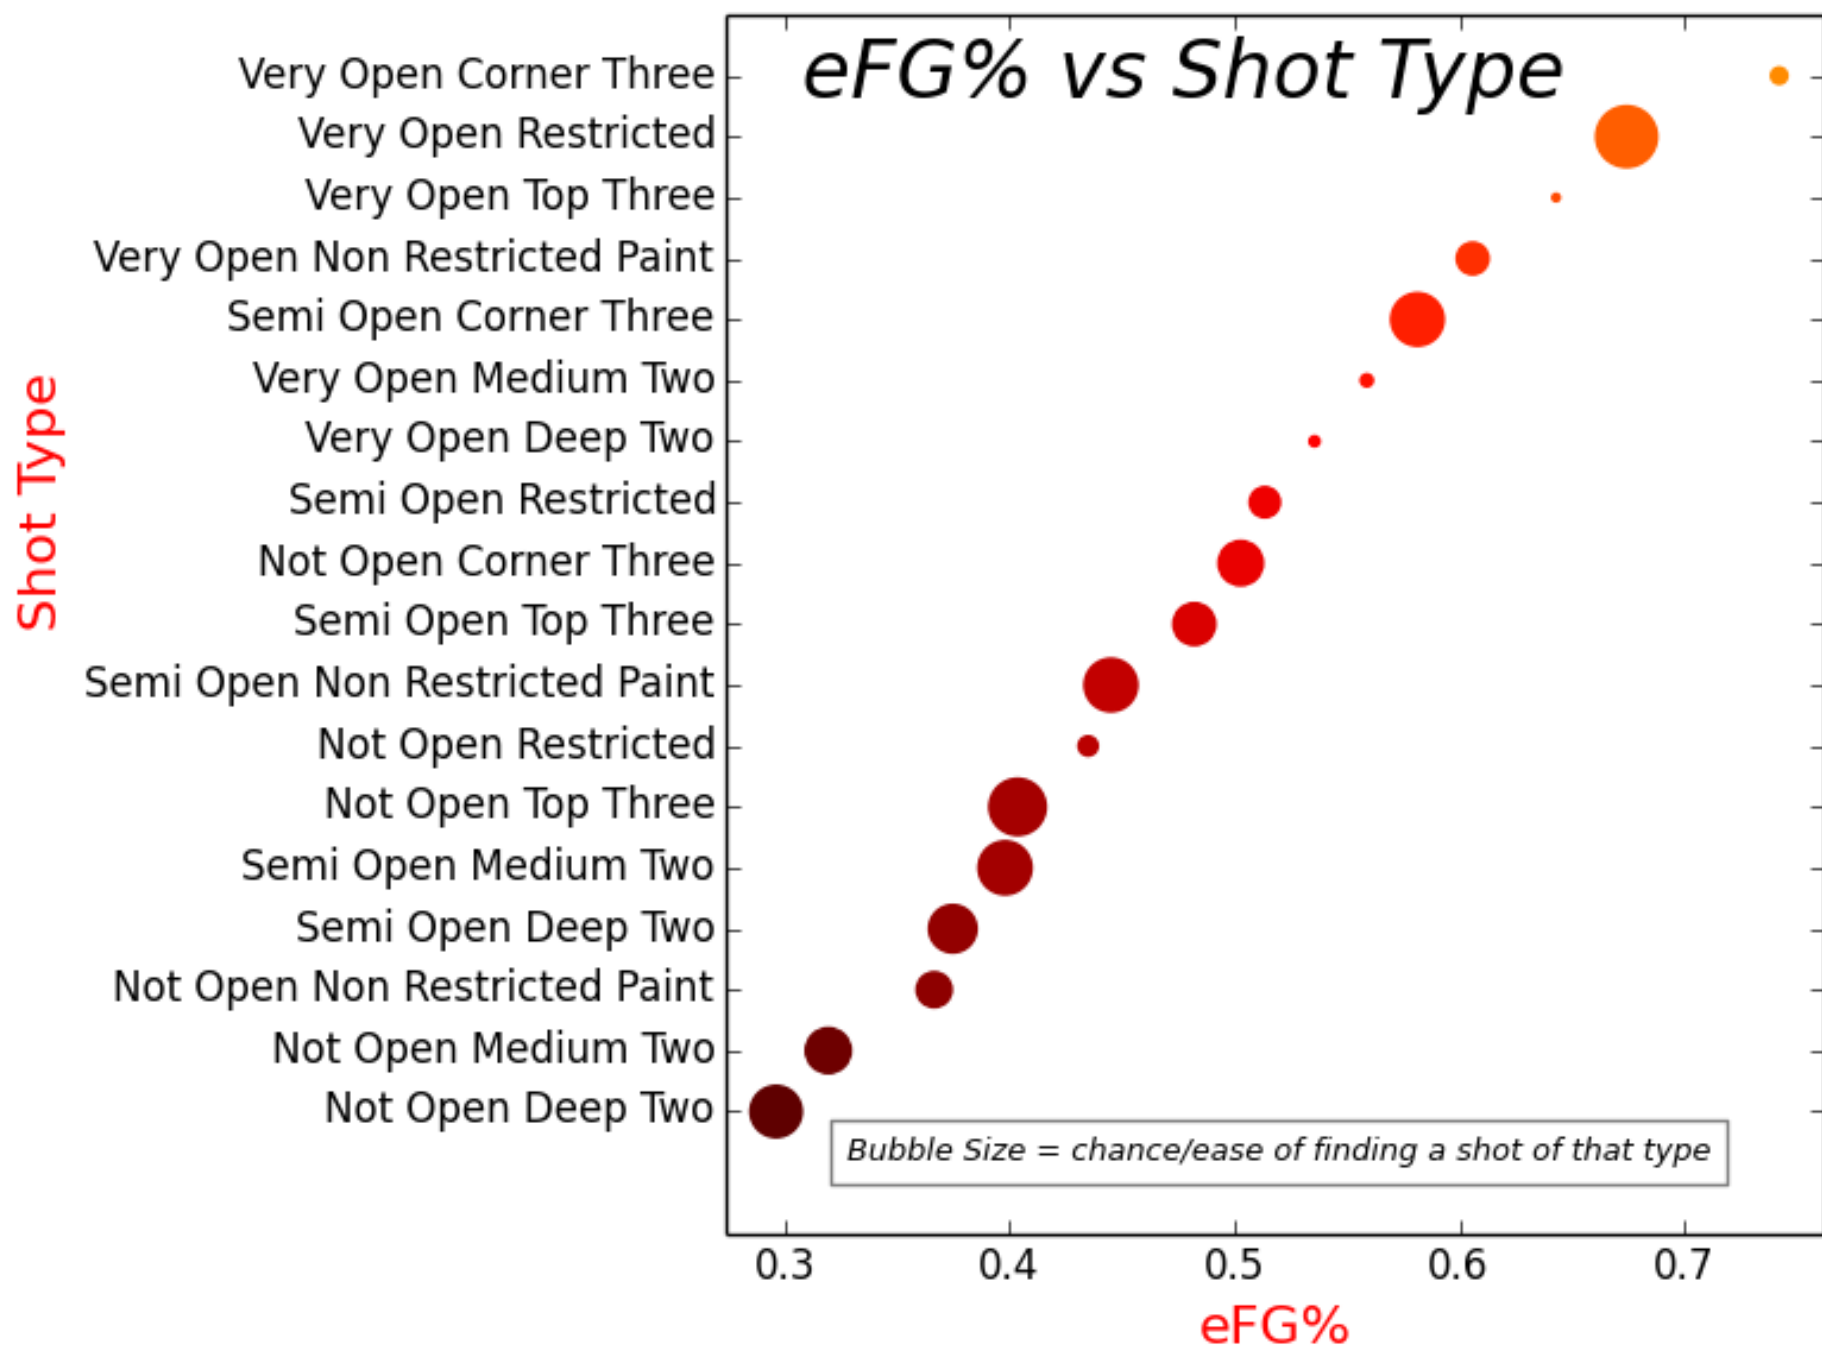 eFG% vs Shot Type
Shot Type
Very Open Corner Three
Very Open Restricted
Very Open Top Three
Very Open Non Restricted Paint
Semi Open Corner Three
Very Open Medium Two
Very Open Deep Two
Semi Open Restricted
Not Open Corner Three
Semi Open Top Three
Semi Open Non Restricted Paint
Not Open Restricted
Not Open Top Three
Semi Open Medium Two
Semi Open Deep Two
Not Open Non Restricted Paint
Not Open Medium Two
Not Open Deep Two
Bubble Size = chance/ease of finding a shot of that type
0.3 0.4 0.5 0.6 0.7
eFG%